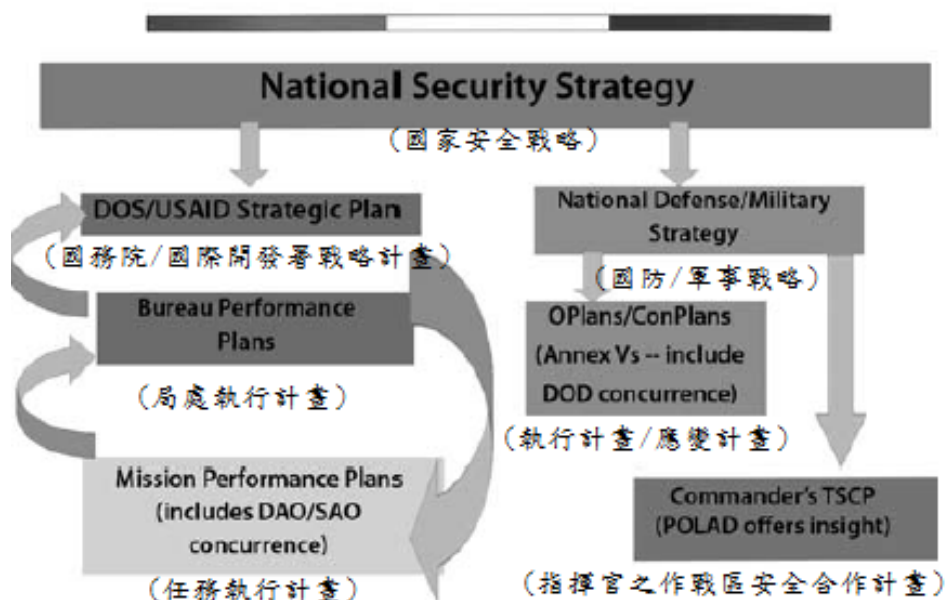 National Security Strategy
(國家安全戰略)
DOS/USAID Strategic Plan
(國務院/國際開發署戰略計畫)
Bureau Performance
Plans
(局處執行計畫)
Mission Performance Plans
(includes DAO/SAO
concurrence)
(任務執行計畫)
National Defense/Military
Strategy
(國防/軍事戰略)
OPlans/ConPlans
(Annex Vs -- include
DOD concurrence)
(執行計畫/應變計畫)
Commander's TSCP
(POLAD offers insight)
(指揮官之作戰區安全合作計畫)